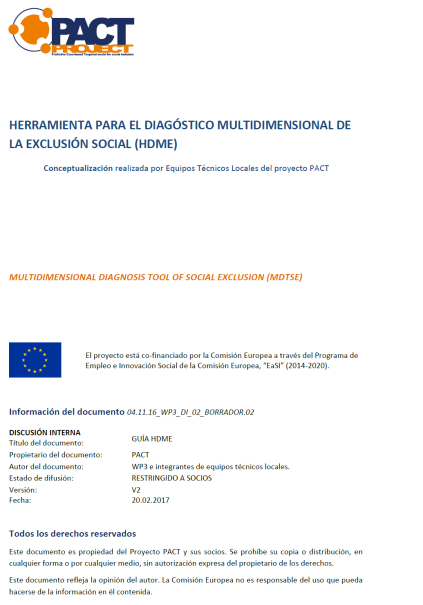 PACT
PROJECT
HERRAMIENTA PARA EL DIAGÓSTICO MULTIDIMENSIONAL DE
LA EXCLUSIÓN SOCIAL (HDME)
Conceptualización realizada por Equipos Técnicos Locales del proyecto PACT
MULTIDIMENSIONAL DIAGNOSIS TOOL OF SOCIAL EXCLUSION (MDTSE)
El proyecto está co-financiado por la Comisión Europea a través del Programa de
Empleo e Innovación Social de la Comisión Europea, “EaSI” (2014-2020).
Información del documento 04.11.16_WP3_DI_02_BORRADOR.02
DISCUSIÓN INTERNA
Título del documento: GUÍA HDME
Propietario del documento: PACT
Autor del documento: WP3 e integrantes de equipos técnicos locales.
Estado de difusión: RESTRINGIDO A SOCIOS
Versión: V2
Fecha: 20.02.2017
Todos los derechos reservados
Este documento es propiedad del Proyecto PACT y sus socios. Se prohíbe su copia o distribución, en
cualquier forma o por cualquier medio, sin autorización expresa del propietario de los derechos.
Este documento refleja la opinión del autor. La Comisión Europea no es responsable del uso que pueda
hacerse de la información en él contenida.